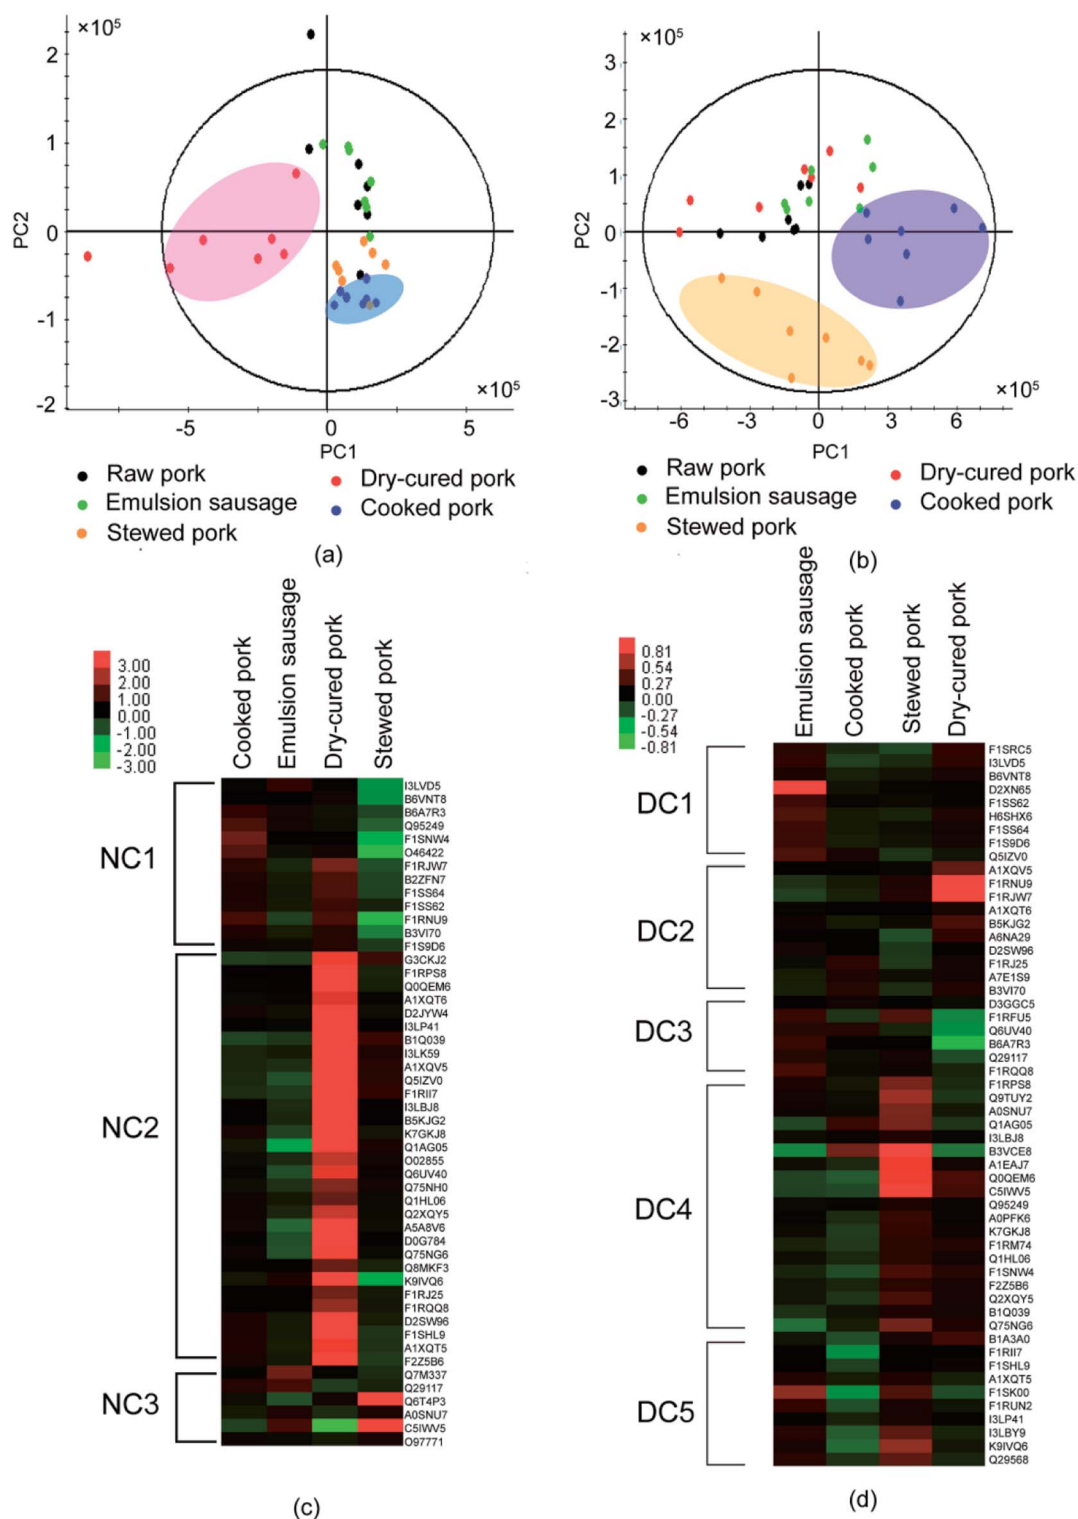 ×10⁵
2
1
0
-1
-2
PC2
-5
0
5
×10⁵
PC1
Raw pork
Emulsion sausage
Stewed pork
Dry-cured pork
Cooked pork
(a)
×10⁵
3
2
1
0
-1
-2
-3
PC2
-6
-3
0
3
6
×10⁵
PC1
Raw pork
Emulsion sausage
Stewed pork
Dry-cured pork
Cooked pork
(b)
3.00
2.00
1.00
0.00
-1.00
-2.00
-3.00
Cooked pork
Emulsion sausage
Dry-cured pork
Stewed pork
NC1
I3LVD5
B6VNT8
B6A7R3
Q95249
F1SNW4
O46422
F1RJW7
B2ZFN7
F1SS64
F1SS62
F1RNU9
B3VI70
F1S9D6
NC2
G3CKJ2
F1RPS8
Q0QEM6
A1XQT6
D2JYW4
I3LP41
B1Q039
I3LK59
A1XQV5
Q5IZV0
F1RII7
I3LBJ8
B5KJG2
K7GKJ8
Q1AG05
O02855
Q6UV40
Q75NH0
Q1HL06
Q2XQY5
A5A8V6
D0G784
Q75NG6
Q8MKF3
K9IVQ6
F1RJ25
F1RQQ8
D2SW96
F1SHL9
A1XQT5
F2Z5B6
NC3
Q7M337
Q29117
Q6T4P3
A0SNU7
C5IWV5
O97771
(c)
0.81
0.54
0.27
0.00
-0.27
-0.54
-0.81
Emulsion sausage
Cooked pork
Stewed pork
Dry-cured pork
DC1
F1SRC5
I3LVD5
B6VNT8
D2XN65
F1SS62
H6SHX6
F1SS64
F1S9D6
Q5IZV0
DC2
A1XQV5
F1RNU9
F1RJW7
A1XQT6
B5KJG2
A6NA29
D2SW96
F1RJ25
A7E1S9
B3VI70
DC3
D3GGC5
F1RFU5
Q6UV40
B6A7R3
Q29117
F1RQQ8
DC4
F1RPS8
Q9TUY2
A0SNU7
Q1AG05
I3LBJ8
B3VCE8
A1EAJ7
Q0QEM6
C5IWV5
Q95249
A0PFK6
K7GKJ8
F1RM74
Q1HL06
F1SNW4
F2Z5B6
Q2XQY5
B1Q039
Q75NG6
DC5
B1A3A0
F1RII7
F1SHL9
A1XQT5
F1SK00
F1RUN2
I3LP41
I3LBY9
K9IVQ6
Q29568
(d)